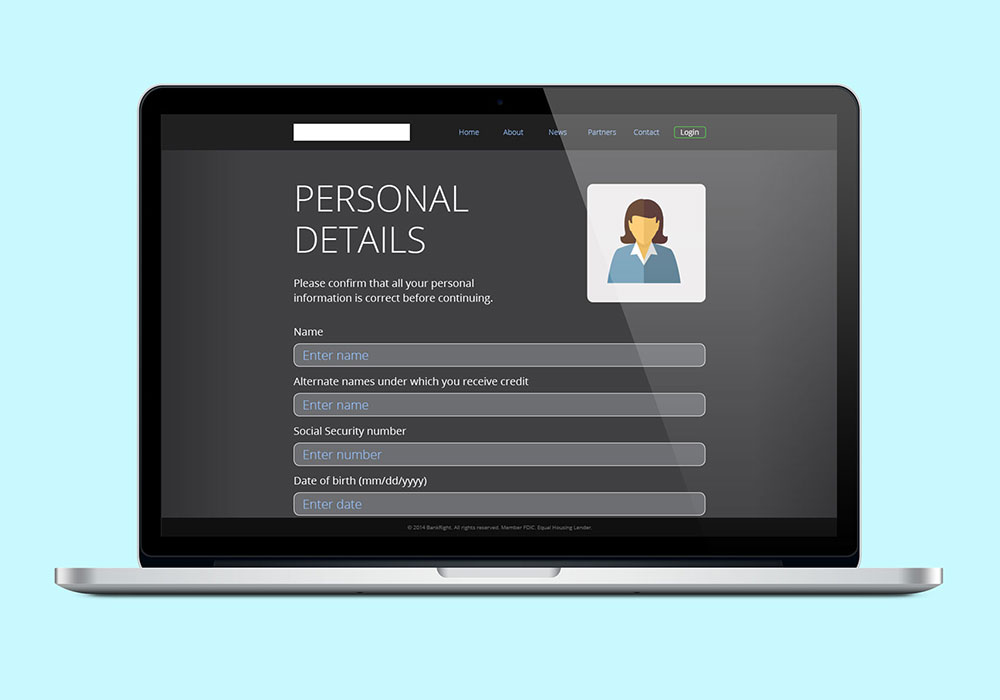 Home About News Partners Contact Login
PERSONAL
DETAILS
Please confirm that all your personal
information is correct before continuing.
Name
Enter name
Alternate names under which you receive credit
Enter name
Social Security number
Enter number
Date of birth (mm/dd/yyyy)
Enter date
© 2014 BankRight. All rights reserved. Member FDIC. Equal Housing Lender.